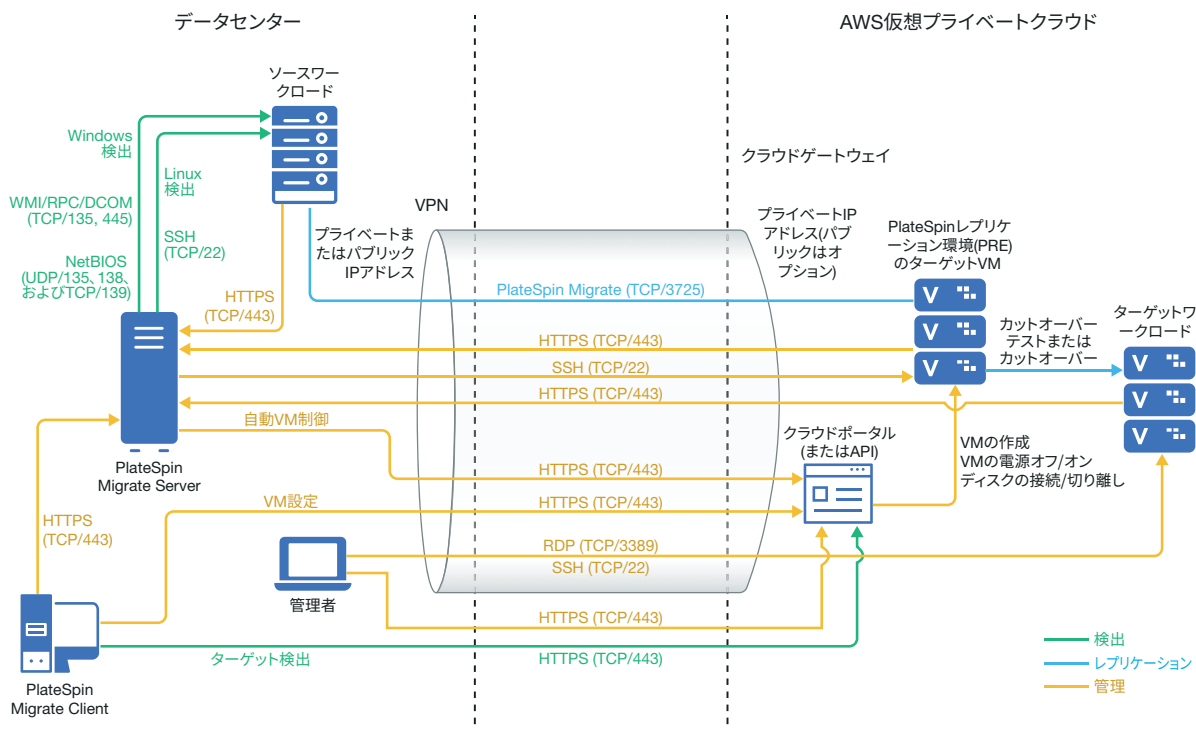 データセンター
AWS仮想プライベートクラウド
ソースワー
クロード
Windows
検出
Linux
検出
WMI/RPC/DCOM
(TCP/135, 445)
SSH
(TCP/22)
NetBIOS
(UDP/135、138、
およびTCP/139)
HTTPS
(TCP/443)
プライベートま
たはパブリック
IPアドレス
VPN
クラウドゲートウェイ
プライベートIP
アドレス(パブ
リックはオ
プション)
PlateSpinレプリケ
ーション環境(PRE)
のターゲットVM
PlateSpin Migrate (TCP/3725)
HTTPS (TCP/443)
SSH (TCP/22)
HTTPS (TCP/443)
カットオーバー
テストまたは
カットオーバー
ターゲットワ
ークロード
V
V
V
V
V
V
自動VM制御
HTTPS (TCP/443)
クラウドポータル
(またはAPI)
VMの作成
VMの電源オフ/オン
ディスクの接続/切り離し
PlateSpin
Migrate Server
VM設定
HTTPS (TCP/443)
HTTPS
(TCP/443)
RDP (TCP/3389)
SSH (TCP/22)
管理者
HTTPS (TCP/443)
ターゲット検出
HTTPS (TCP/443)
PlateSpin
Migrate Client
検出
レプリケーション
管理